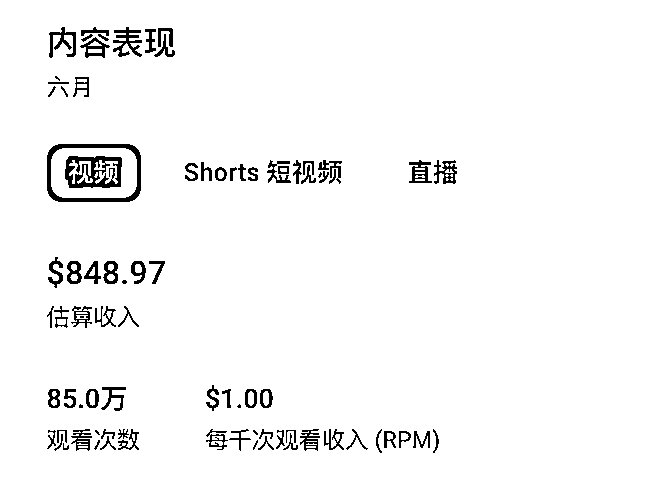 内容表现
六月
视频 Shorts 短视频 直播
$848.97
估算收入
85.0万 $1.00
观看次数 每千次观看收入 (RPM)